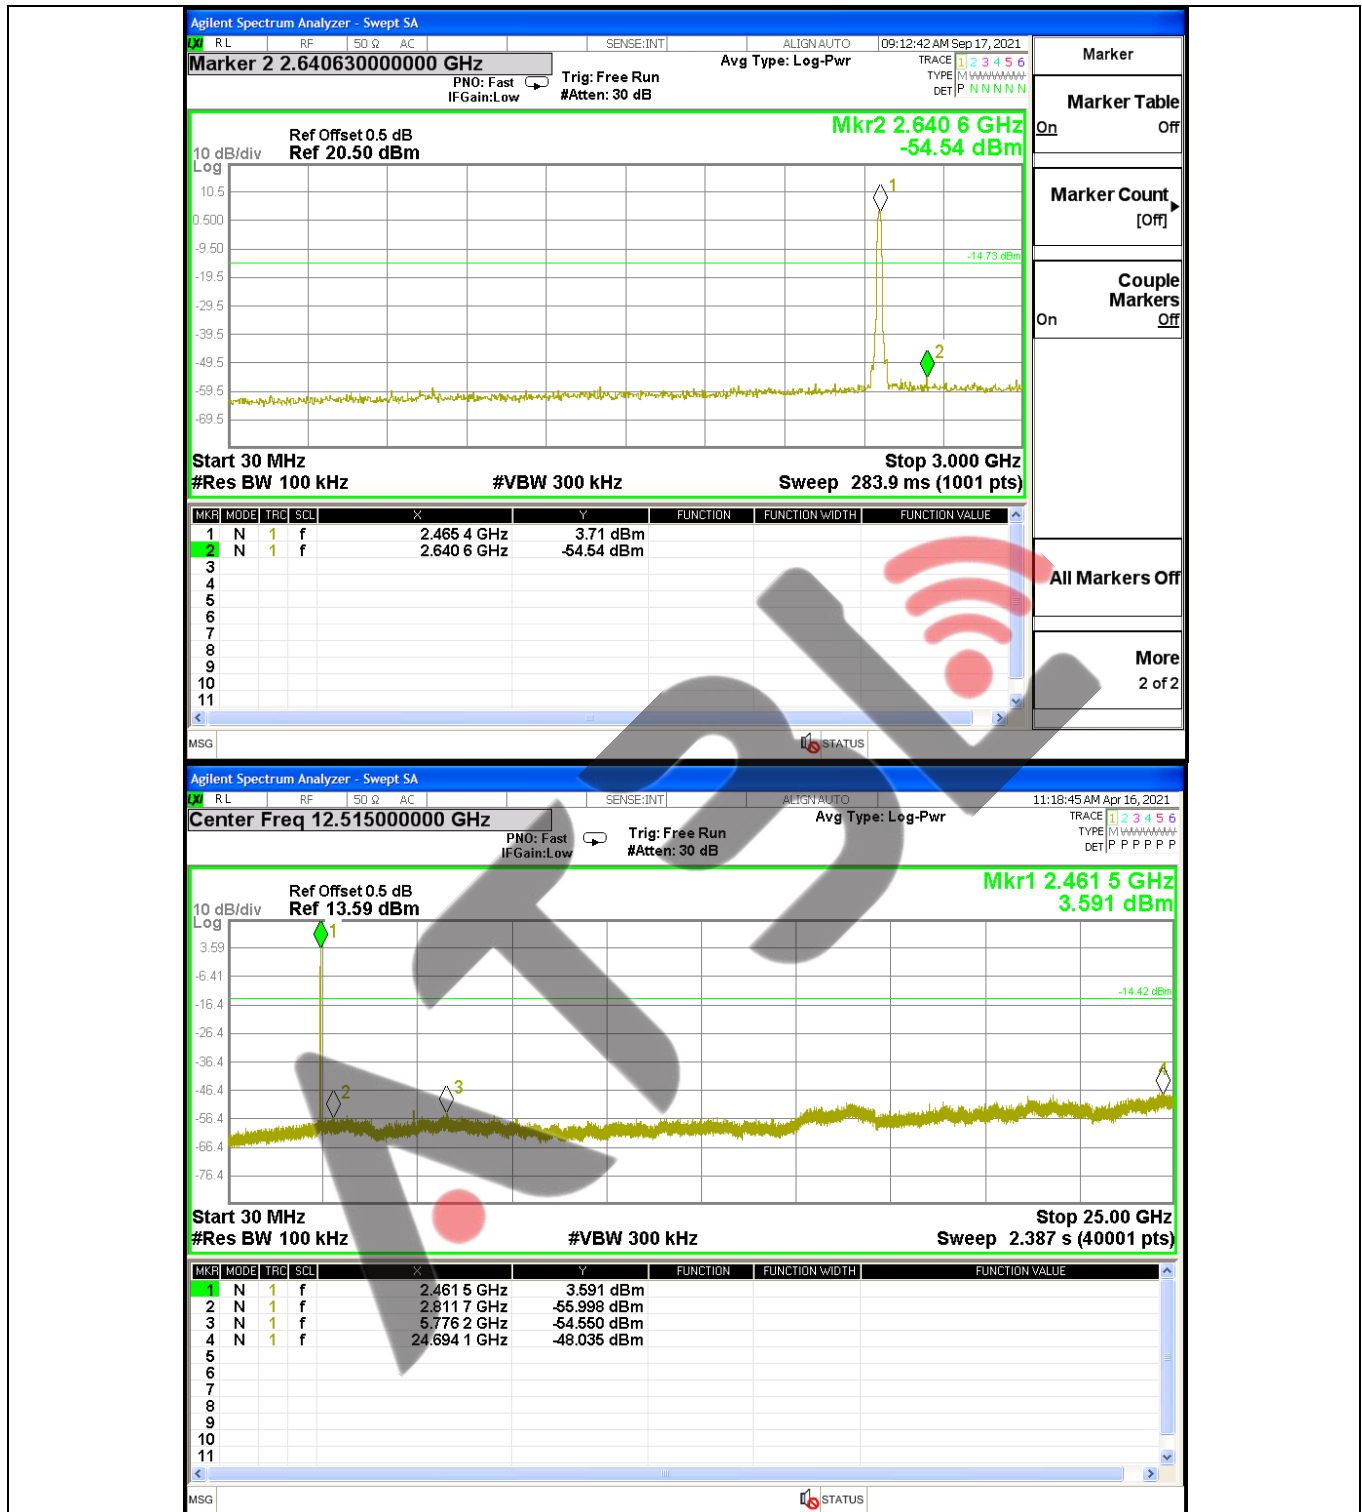 Agilent Spectrum Analyzer - Swept SA
LXI RL RF 50 Ω AC SENSE:INT ALIGN AUTO 09:12:42 AM Sep 17, 2021
Marker 2 2.640630000000 GHz
PNO: Fast
IFGain:Low
Trig: Free Run
#Atten: 30 dB
Avg Type: Log-Pwr
TRACE 1 2 3 4 5 6
TYPE M
DET P N N N N N
Mkr2 2.640 6 GHz
-54.54 dBm
Ref Offset 0.5 dB
10 dB/div Ref 20.50 dBm
Log
10.5
0.500
-9.50
-19.5
-29.5
-39.5
-49.5
-59.5
-69.5
1
-14.73 dBm
2
Start 30 MHz Stop 3.000 GHz
#Res BW 100 kHz #VBW 300 kHz Sweep 283.9 ms (1001 pts)
MKR MODE TRC SCL X Y FUNCTION FUNCTION WIDTH FUNCTION VALUE
1 N 1 f 2.465 4 GHz 3.71 dBm
2 N 1 f 2.640 6 GHz -54.54 dBm
3
4
5
6
7
8
9
10
11
MSG STATUS
Marker
Marker Table
On Off
Marker Count
[Off]
Couple
Markers
On Off
All Markers Off
More
2 of 2
Agilent Spectrum Analyzer - Swept SA
LXI RL RF 50 Ω AC SENSE:INT ALIGN AUTO 11:18:45 AM Apr 16, 2021
Center Freq 12.515000000 GHz
PNO: Fast
IFGain:Low
Trig: Free Run
#Atten: 30 dB
Avg Type: Log-Pwr
TRACE 1 2 3 4 5 6
TYPE M
DET P P P P P P
Mkr1 2.461 5 GHz
3.591 dBm
Ref Offset 0.5 dB
10 dB/div Ref 13.59 dBm
Log
3.59
-6.41
-16.4
-26.4
-36.4
-46.4
-56.4
-66.4
-76.4
1
-14.42 dBm
2
3
4
Start 30 MHz Stop 25.00 GHz
#Res BW 100 kHz #VBW 300 kHz Sweep 2.387 s (40001 pts)
MKR MODE TRC SCL X Y FUNCTION FUNCTION WIDTH FUNCTION VALUE
1 N 1 f 2.461 5 GHz 3.591 dBm
2 N 1 f 2.811 7 GHz -55.998 dBm
3 N 1 f 5.776 2 GHz -54.550 dBm
4 N 1 f 24.694 1 GHz -48.035 dBm
5
6
7
8
9
10
11
MSG STATUS